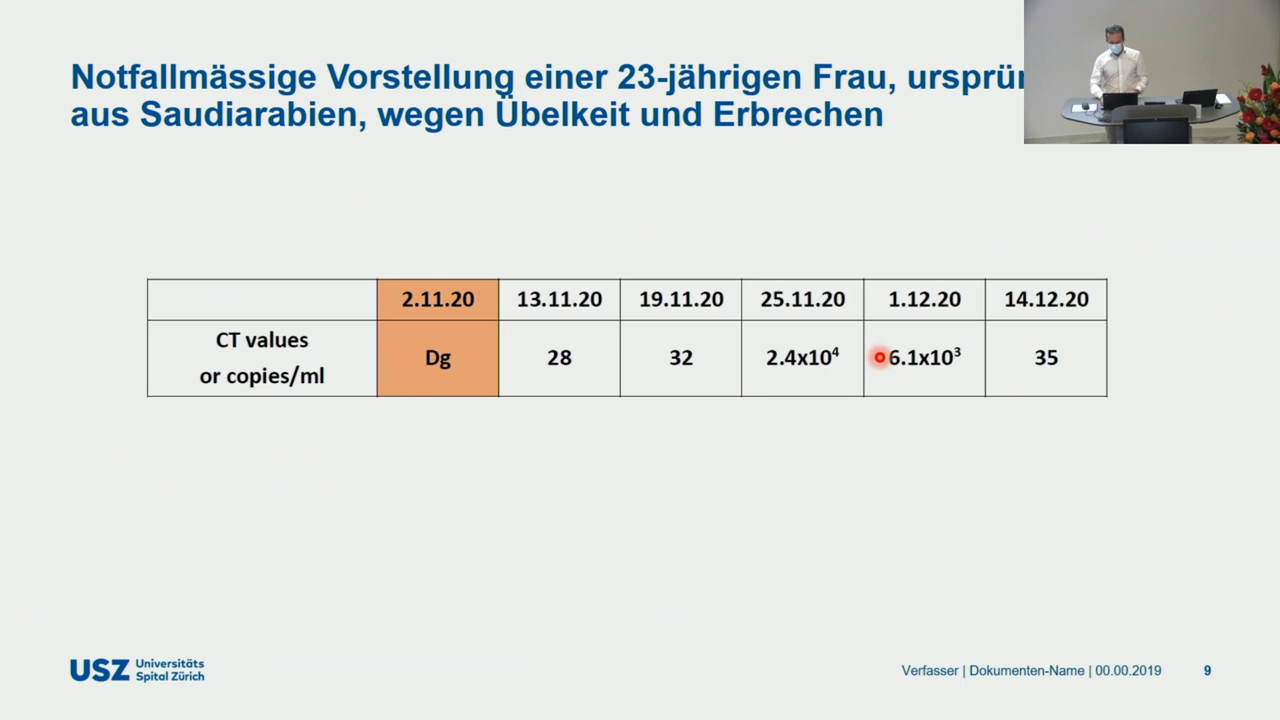 Notfallmässige Vorstellung einer 23-jährigen Frau,
aus Saudiarabien, wegen Übelkeit und Erbrechen
2.11.20 13.11.20 19.11.20 25.11.20 1.12.20 14.12.20
CT values
or copies/ml
Dg 28 32 2.4x10⁴ 6.1x10³ 35
USZ Universitäts
Spital Zürich
Verfasser | Dokumenten-Name | 00.00.2019 9